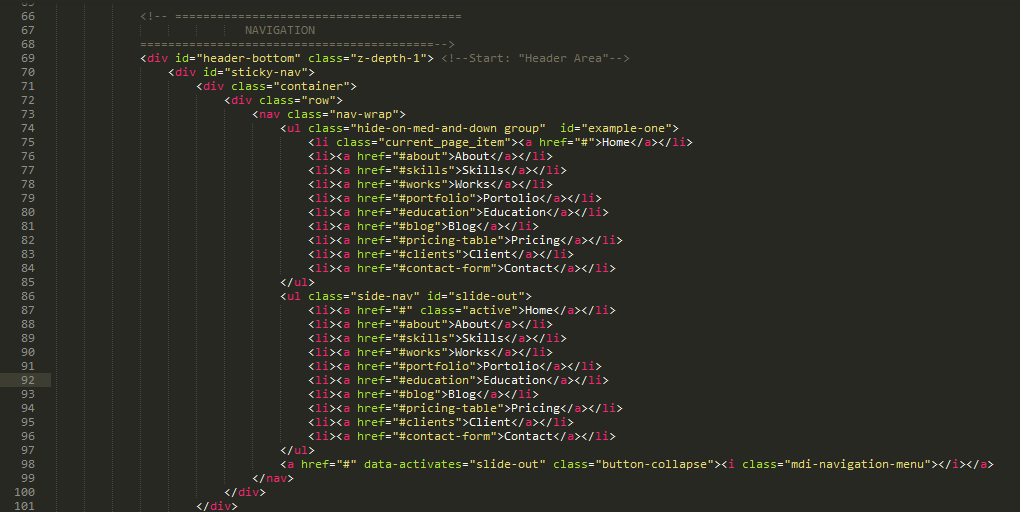 66 <!-- =========================================
67 NAVIGATION
68 ==========================================-->
69 <div id="header-bottom" class="z-depth-1"> <!--Start: "Header Area"-->
70 <div id="sticky-nav">
71 <div class="container">
72 <div class="row">
73 <nav class="nav-wrap">
74 <ul class="hide-on-med-and-down group"  id="example-one">
75 <li class="current_page_item"><a href="#">Home</a></li>
76 <li><a href="#about">About</a></li>
77 <li><a href="#skills">Skills</a></li>
78 <li><a href="#works">Works</a></li>
79 <li><a href="#portfolio">Portolio</a></li>
80 <li><a href="#education">Education</a></li>
81 <li><a href="#blog">Blog</a></li>
82 <li><a href="#pricing-table">Pricing</a></li>
83 <li><a href="#clients">Client</a></li>
84 <li><a href="#contact-form">Contact</a></li>
85 </ul>
86 <ul class="side-nav" id="slide-out">
87 <li><a href="#" class="active">Home</a></li>
88 <li><a href="#about">About</a></li>
89 <li><a href="#skills">Skills</a></li>
90 <li><a href="#works">Works</a></li>
91 <li><a href="#portfolio">Portolio</a></li>
92 <li><a href="#education">Education</a></li>
93 <li><a href="#blog">Blog</a></li>
94 <li><a href="#pricing-table">Pricing</a></li>
95 <li><a href="#clients">Client</a></li>
96 <li><a href="#contact-form">Contact</a></li>
97 </ul>
98 <a href="#" data-activates="slide-out" class="button-collapse"><i class="mdi-navigation-menu"></i></a>
99 </nav>
100 </div>
101 </div>